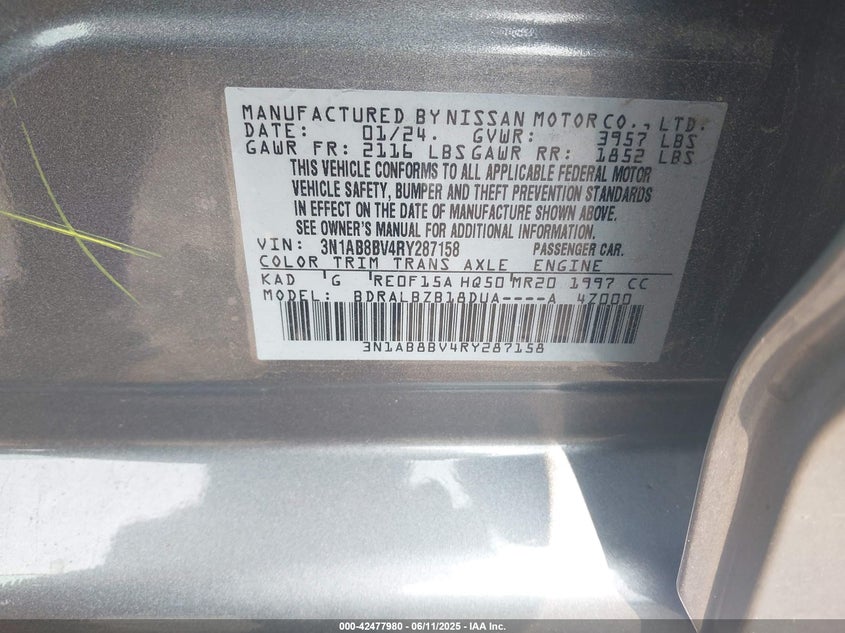 MANUFACTURED BY NISSAN MOTOR CO., LTD.
DATE: 01/24. GVWR: 3957 LBS
GAWR FR: 2116 LBS GAWR RR: 1852 LBS
THIS VEHICLE CONFORMS TO ALL APPLICABLE FEDERAL MOTOR
VEHICLE SAFETY, BUMPER AND THEFT PREVENTION STANDARDS
IN EFFECT ON THE DATE OF MANUFACTURE SHOWN ABOVE.
SEE OWNER'S MANUAL FOR ADDITIONAL INFORMATION.
VIN: 3N1AB8BV4RY287158 PASSENGER CAR.
COLOR TRIM TRANS AXLE ENGINE
KAD G RE0F15A HQ50 MR20 1997 CC
MODEL: BDRALBZB18DUA----A 4Z000
3N1AB8BV4RY287158
000-42477980 - 06/11/2025 - IAA Inc.